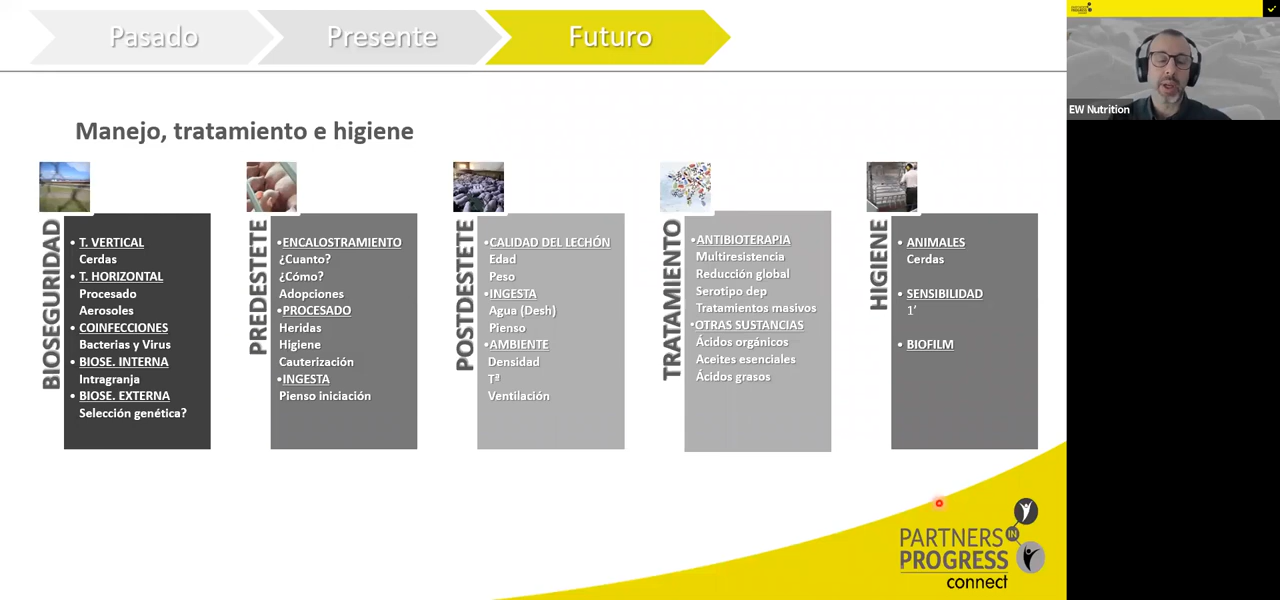 Pasado
Presente
Futuro
Manejo, tratamiento e higiene
BIOSEGURIDAD
• T. VERTICAL
Cerdas
• T. HORIZONTAL
Procesado
Aerosoles
• COINFECCIONES
Bacterias y Virus
• BIOSE. INTERNA
Intragranja
• BIOSE. EXTERNA
Selección genética?
PREDESTETE
•ENCALOSTRAMIENTO
¿Cuanto?
¿Cómo?
Adopciones
•PROCESADO
Heridas
Higiene
Cauterización
•INGESTA
Pienso iniciación
POSTDESTETE
•CALIDAD DEL LECHÓN
Edad
Peso
•INGESTA
Agua (Desh)
Pienso
•AMBIENTE
Densidad
Tª
Ventilación
TRATAMIENTO
•ANTIBIOTERAPIA
Multiresistencia
Reducción global
Serotipo dep
Tratamientos masivos
•OTRAS SUSTANCIAS
Ácidos orgánicos
Aceites esenciales
Ácidos grasos
HIGIENE
• ANIMALES
Cerdas
• SENSIBILIDAD
1’
• BIOFILM
PARTNERS IN
PROGRESS
connect
PARTNERS
PROGRESS
EW Nutrition